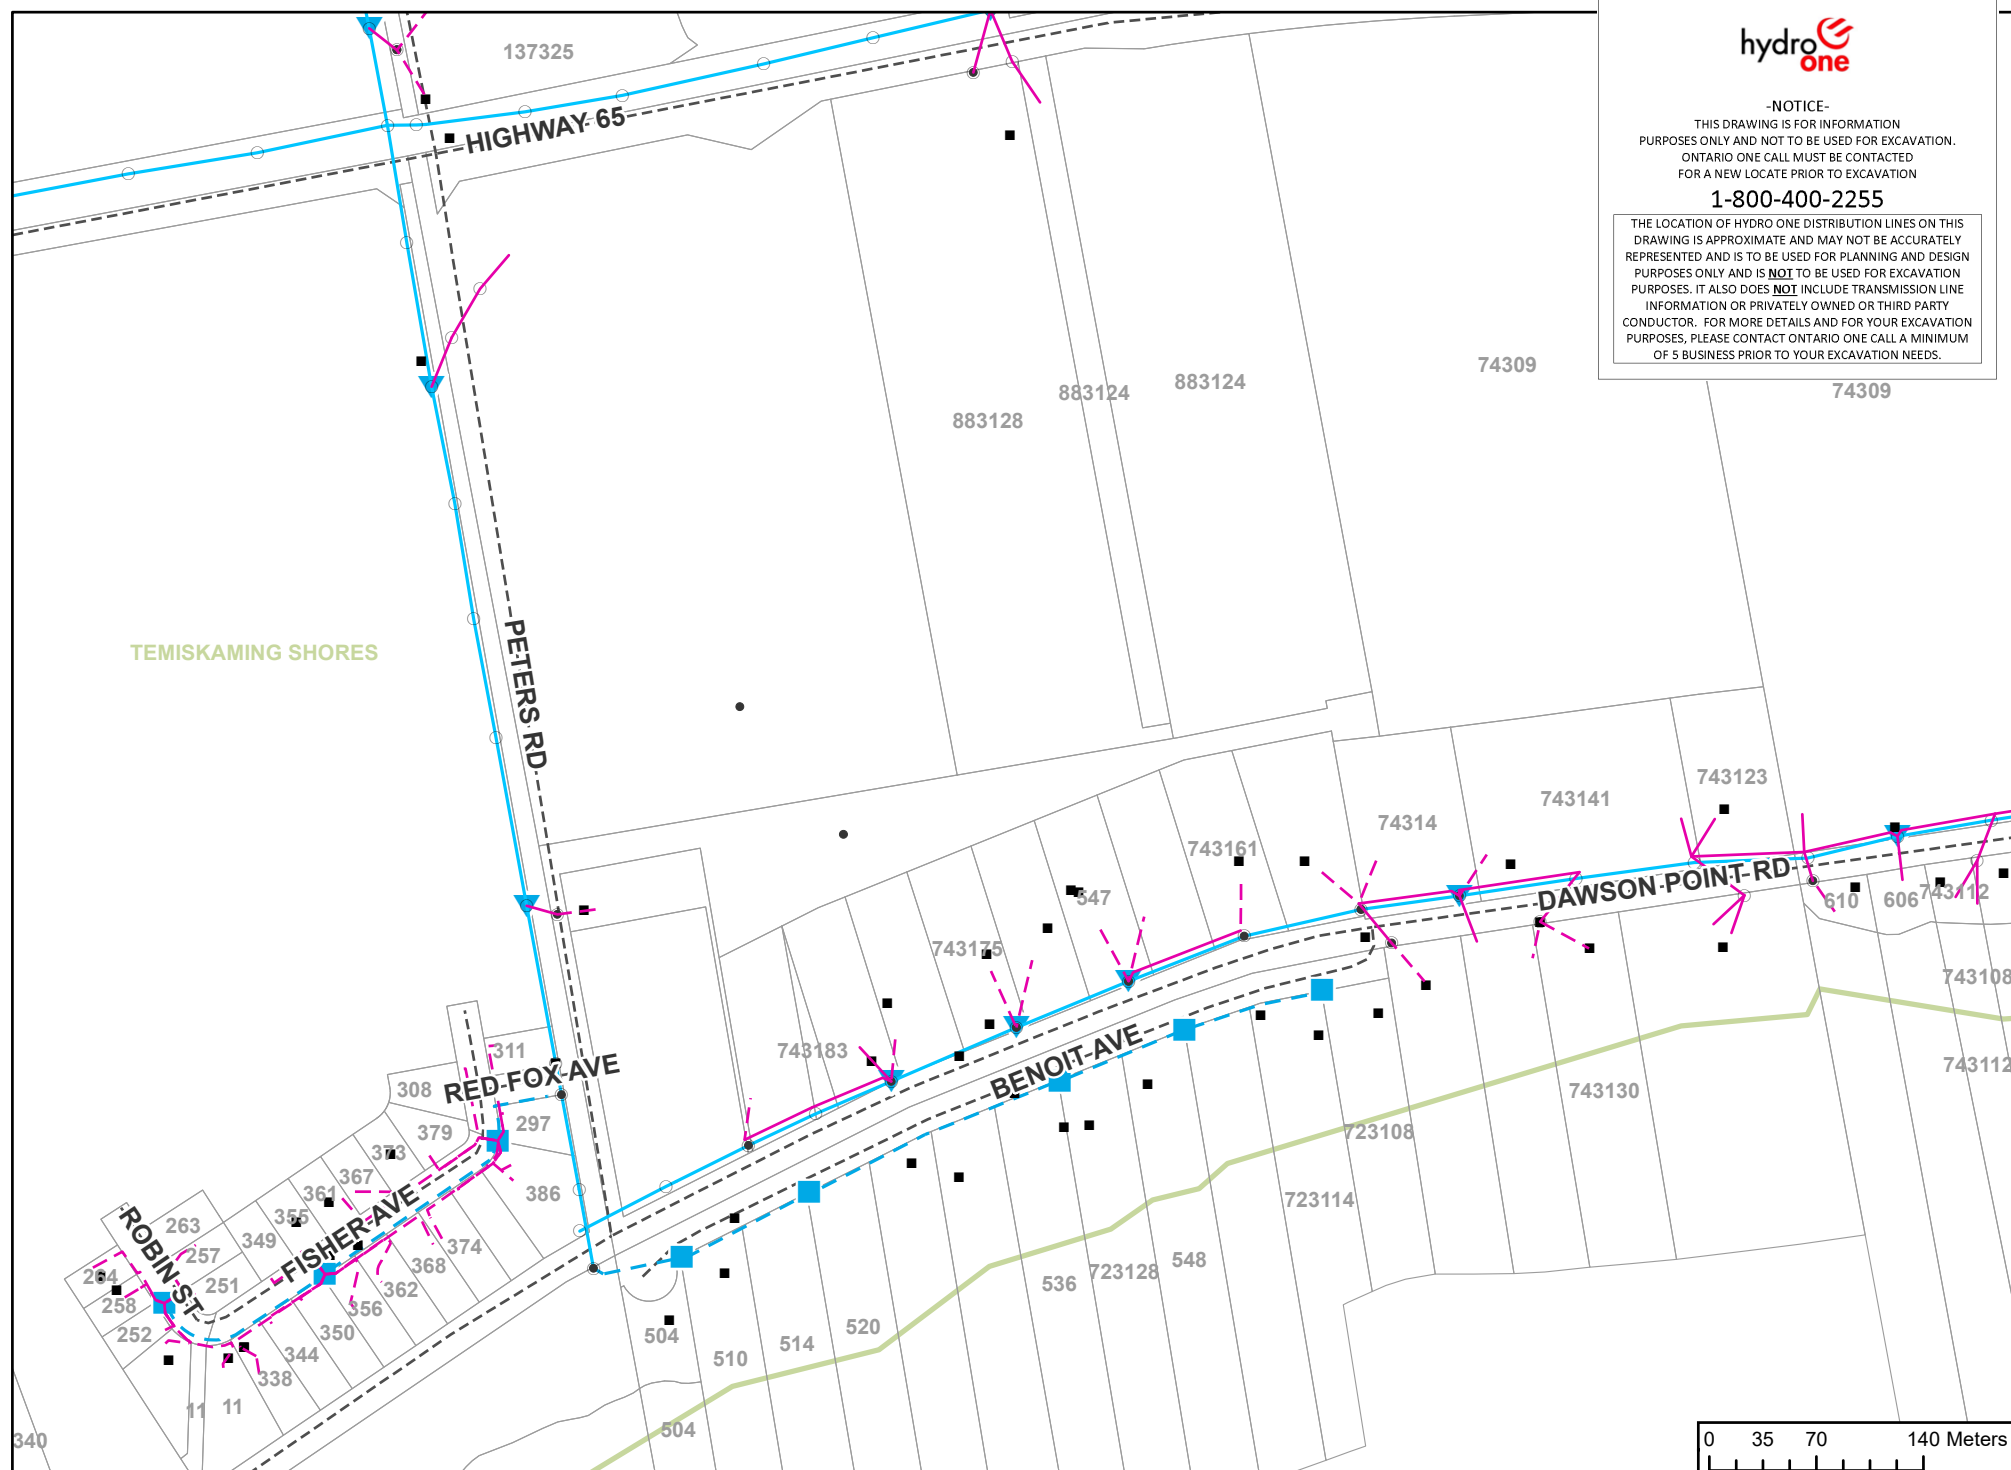 hydro
one
-NOTICE-
THIS DRAWING IS FOR INFORMATION
PURPOSES ONLY AND NOT TO BE USED FOR EXCAVATION.
ONTARIO ONE CALL MUST BE CONTACTED
FOR A NEW LOCATE PRIOR TO EXCAVATION
1-800-400-2255
THE LOCATION OF HYDRO ONE DISTRIBUTION LINES ON THIS
DRAWING IS APPROXIMATE AND MAY NOT BE ACCURATELY
REPRESENTED AND IS TO BE USED FOR PLANNING AND DESIGN
PURPOSES ONLY AND IS NOT TO BE USED FOR EXCAVATION
PURPOSES. IT ALSO DOES NOT INCLUDE TRANSMISSION LINE
INFORMATION OR PRIVATELY OWNED OR THIRD PARTY
CONDUCTOR. FOR MORE DETAILS AND FOR YOUR EXCAVATION
PURPOSES, PLEASE CONTACT ONTARIO ONE CALL A MINIMUM
OF 5 BUSINESS PRIOR TO YOUR EXCAVATION NEEDS.
137325
HIGHWAY 65
74309
883124
883124
74309
883128
TEMISKAMING SHORES
PETERS RD
743123
743141
74314
743161
547
DAWSON POINT RD
610
606
743112
743175
743108
743183
311
BENOIT AVE
RED FOX AVE
743112
308
743130
297
379
723108
373
367
386
361
723114
355
263
349
FISHER AVE
ROBIN ST
257
374
548
368
723128
264
251
536
362
258
356
520
252
350
504
514
344
510
338
11
11
504
340
0 35 70 140 Meters